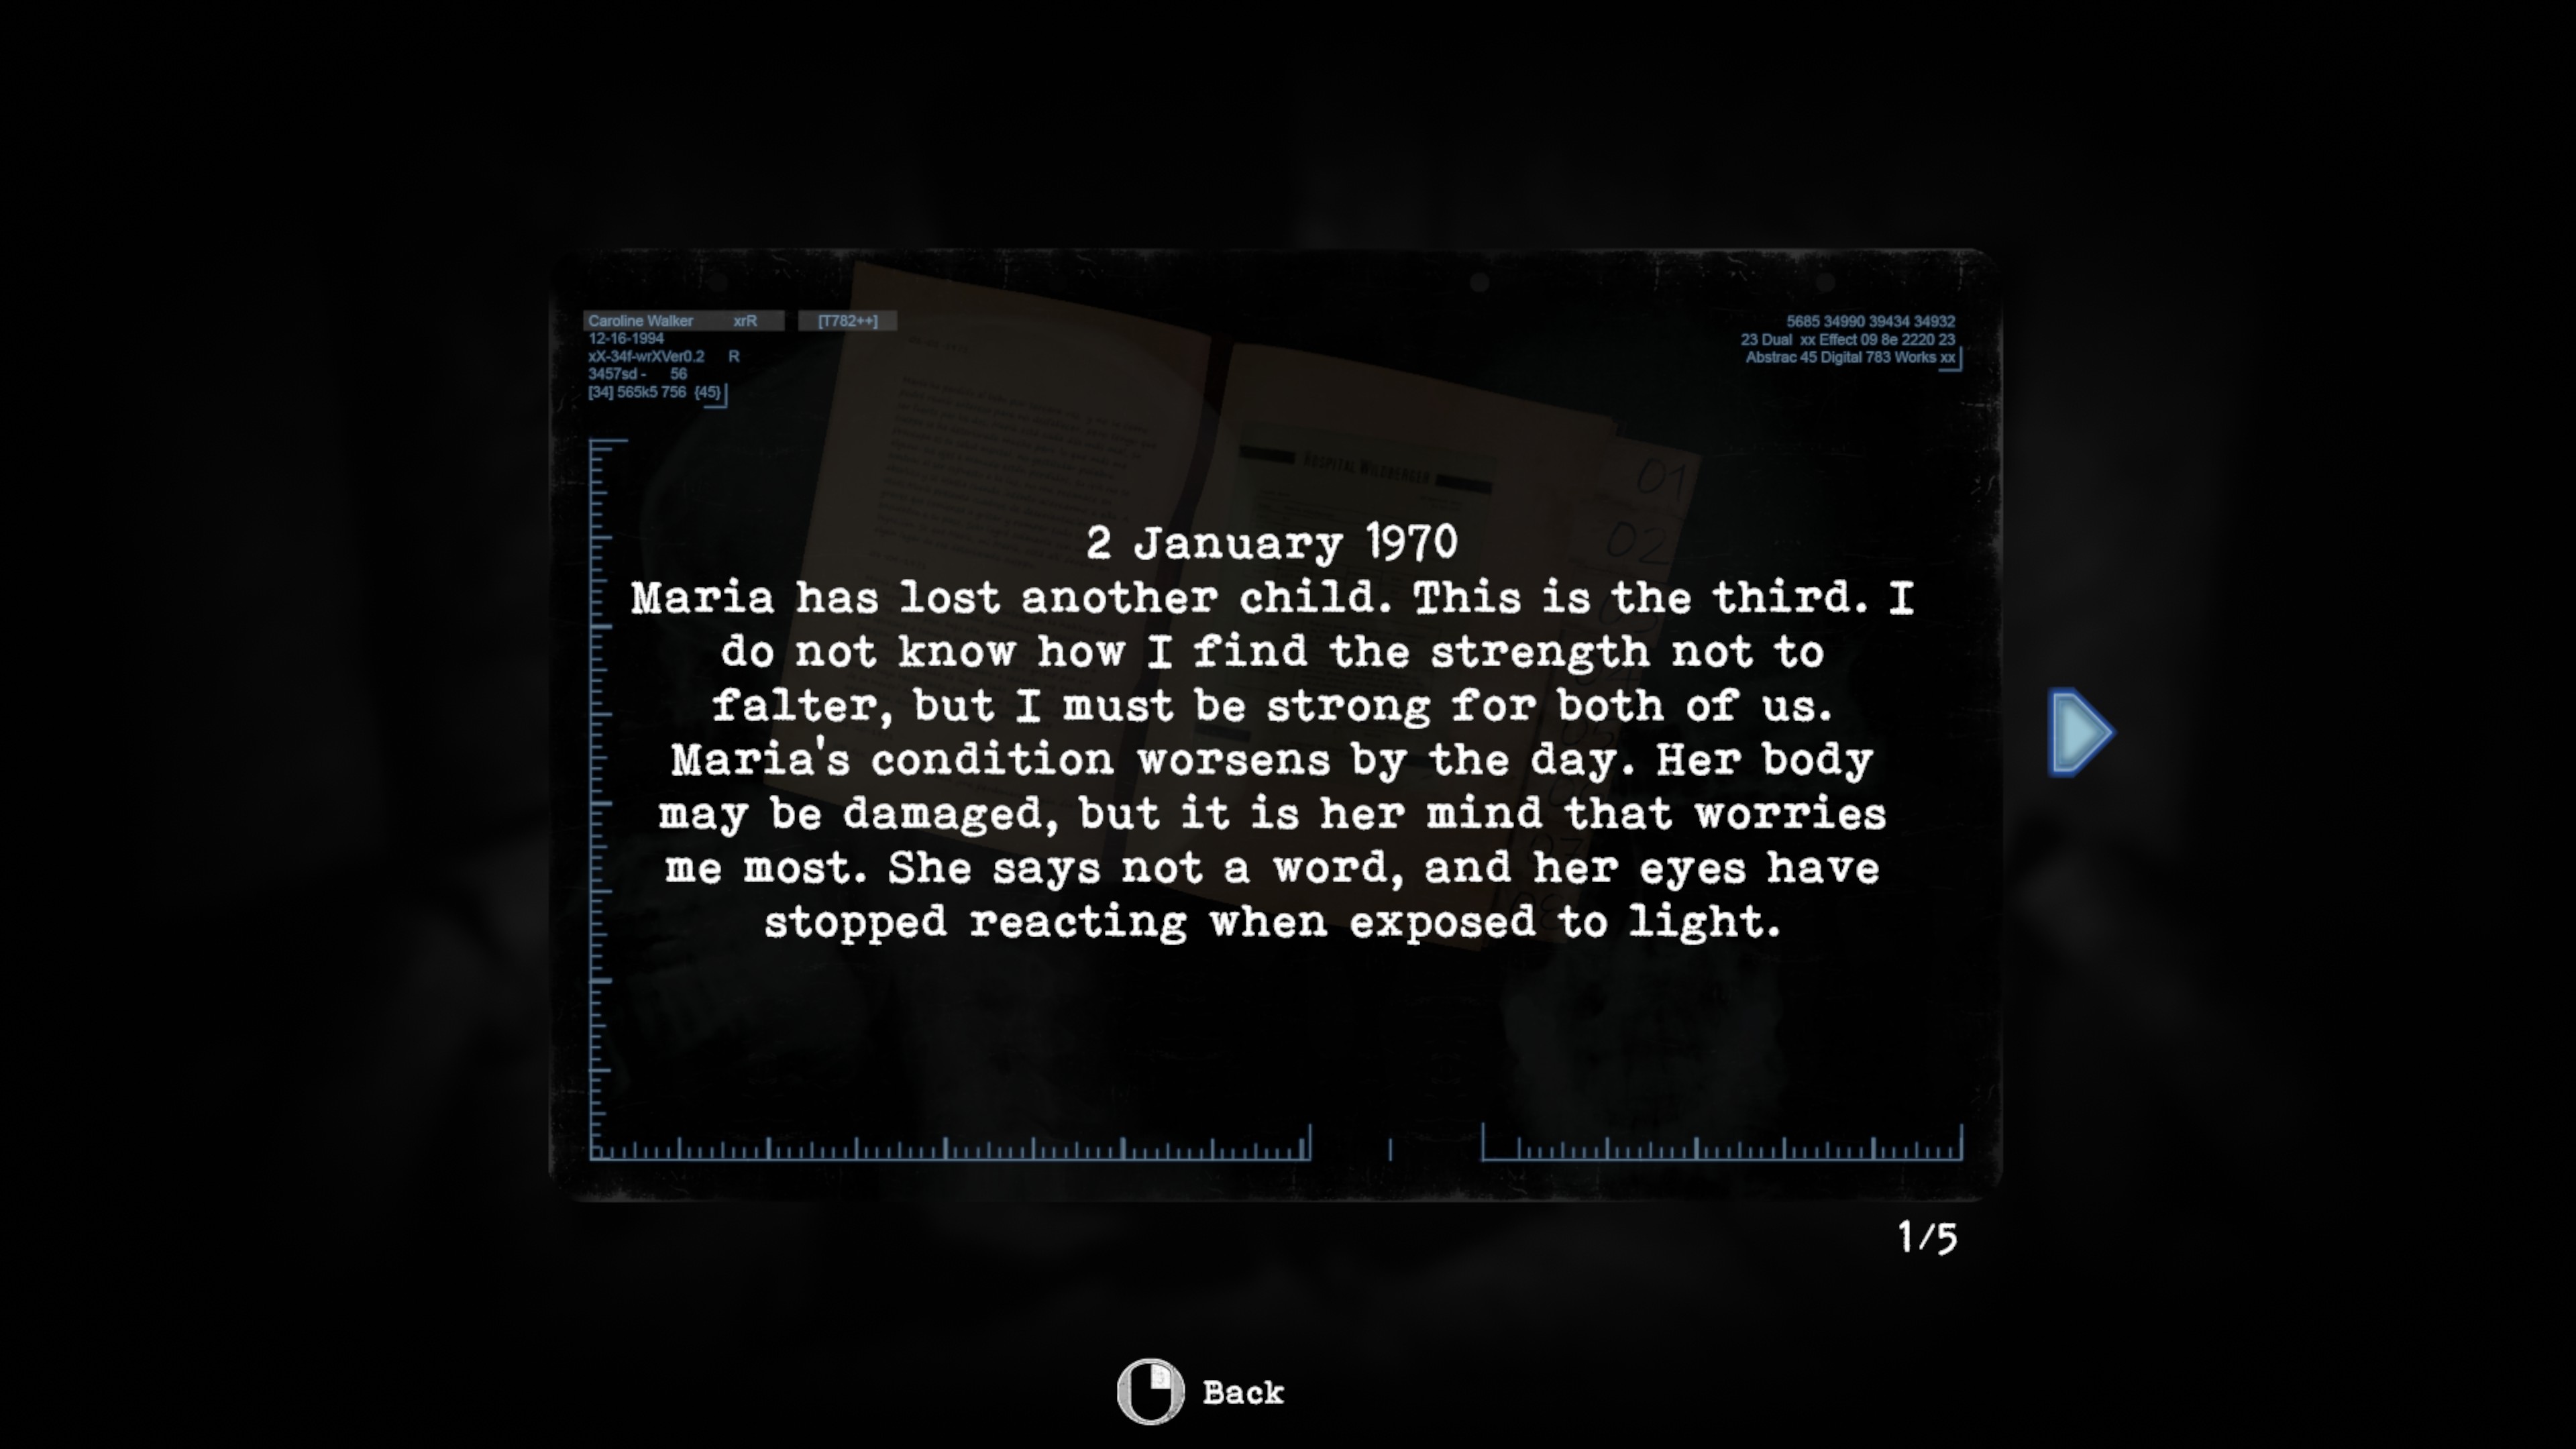 Caroline Walker xrR [T782++]
12-16-1994
xX-34f-wrXVer0.2 R
3457sd - 56
[34] 565k5 756 {45}
5685 34990 39434 34932
23 Dual xx Effect 09 8e 2220 23
Abstrac 45 Digital 783 Works xx
HOSPITAL WILDBERGER
01
02
2 January 1970
Maria has lost another child. This is the third. I
do not know how I find the strength not to
falter, but I must be strong for both of us.
Maria's condition worsens by the day. Her body
may be damaged, but it is her mind that worries
me most. She says not a word, and her eyes have
stopped reacting when exposed to light.
1/5
Back